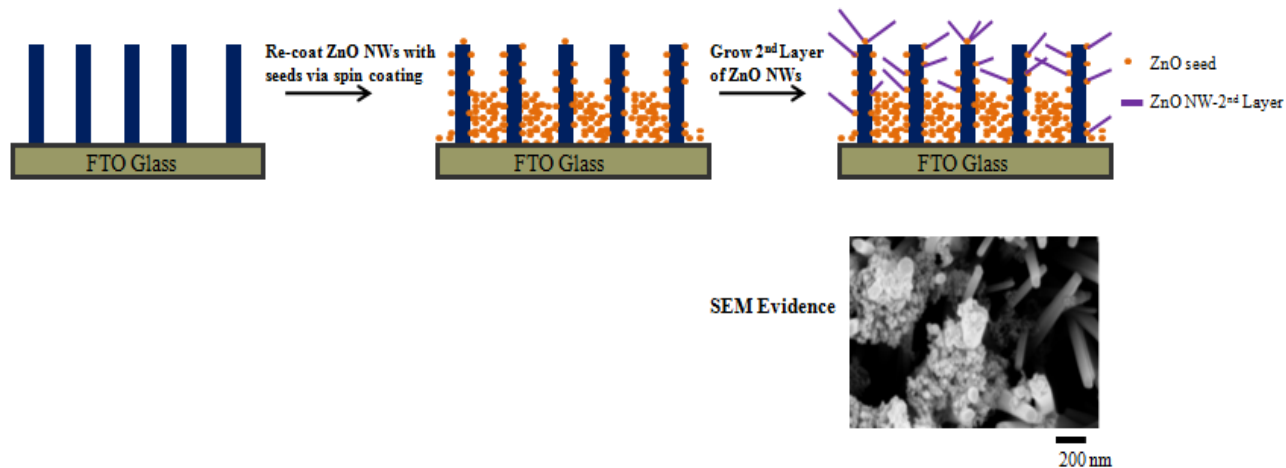 Re-coat ZnO NWs with
seeds via spin coating
Grow 2nd Layer
of ZnO NWs
ZnO seed
ZnO NW-2nd Layer
FTO Glass
FTO Glass
FTO Glass
SEM Evidence
200 nm